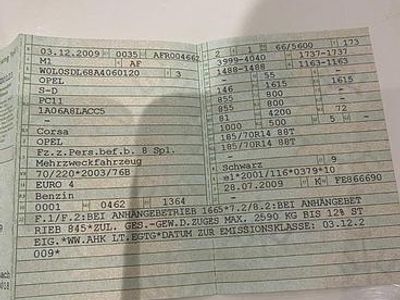 03.12.2009 0035 AFR004662 2 1 66/5600 173
M1 AF 3999-4040 1737-1737
W0L0SDL68A4060120 3 1488-1488 1163-1163
OPEL - 55 -
S-D 146 1615 1615
PC11 855 800 -
1A06A8LACC5 855 800 -
- 81 4200 72
Corsa 1000 500 5 -
OPEL 185/70R14 88T
Fz.z.Pers.bef.b. 8 Spl. 185/70R14 88T
Mehrzweckfahrzeug -
70/220*2003/76B Schwarz 9
EURO 4 e1*2001/116*0379*10
Benzin 28.07.2009 K FE866690
0001 0462 1364
F.1/F.2:BEI ANHÄNGEBETRIEB 1665*7.2/8.2:BEI ANHÄNGEBET
RIEB 845*ZUL. GES.-GEW.D.ZUGES MAX. 2590 KG BIS 12% ST
EIG.*WW.AHK LT.EGTG*DATUM ZUR EMISSIONSKLASSE: 03.12.2
009*